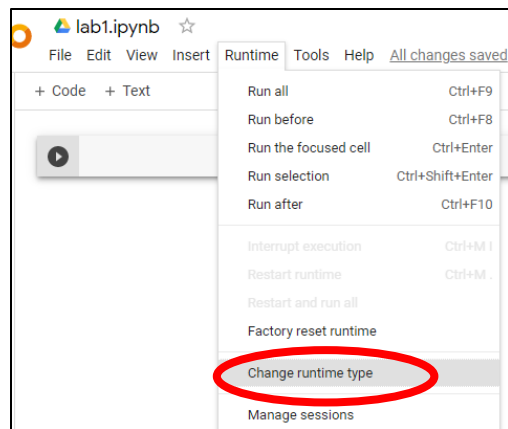 lab1.ipynb
File Edit View Insert Runtime Tools Help All changes saved
+ Code + Text
Run all Ctrl+F9
Run before Ctrl+F8
Run the focused cell Ctrl+Enter
Run selection Ctrl+Shift+Enter
Run after Ctrl+F10
Interrupt execution Ctrl+M I
Restart runtime Ctrl+M .
Restart and run all
Factory reset runtime
Change runtime type
Manage sessions